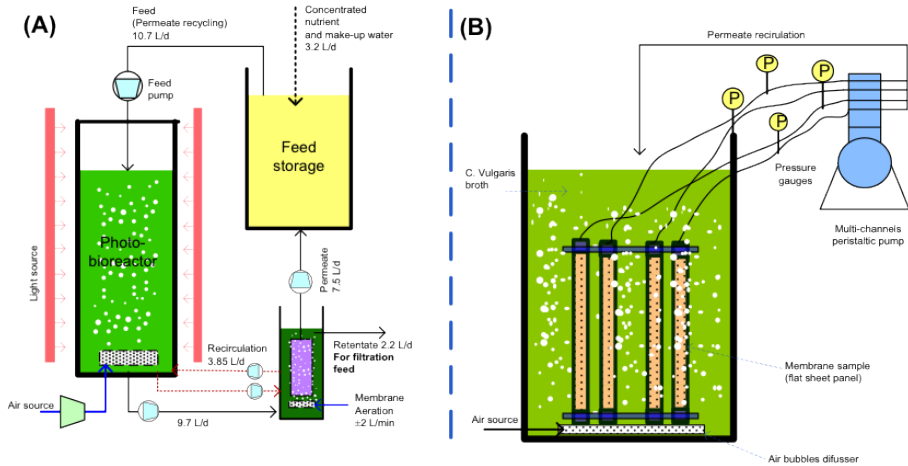 (A)
Feed
(Permeate recycling)
10.7 L/d
Concentrated
nutrient
and make-up water
3.2 L/d
Feed
pump
Feed
storage
Light source
Photo-
bioreactor
Permeate
7.5 L/d
Recirculation
3.85 L/d
Retentate 2.2 L/d
For filtration
feed
Air source
9.7 L/d
Membrane
Aeration
±2 L/min
(B)
Permeate recirulation
P
P
P
P
C. Vulgaris
broth
Pressure
gauges
Multi-channels
peristaltic pump
Membrane sample
(flat sheet panel)
Air source
Air bubbles difusser